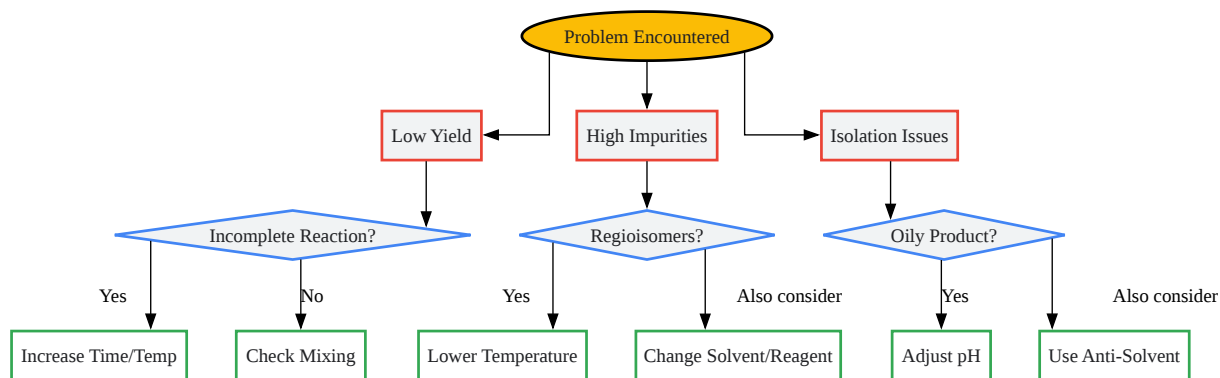 Problem Encountered
Low Yield
High Impurities
Isolation Issues
Incomplete Reaction?
Regioisomers?
Oily Product?
Yes
No
Yes
Also consider
Yes
Also consider
Increase Time/Temp
Check Mixing
Lower Temperature
Change Solvent/Reagent
Adjust pH
Use Anti-Solvent